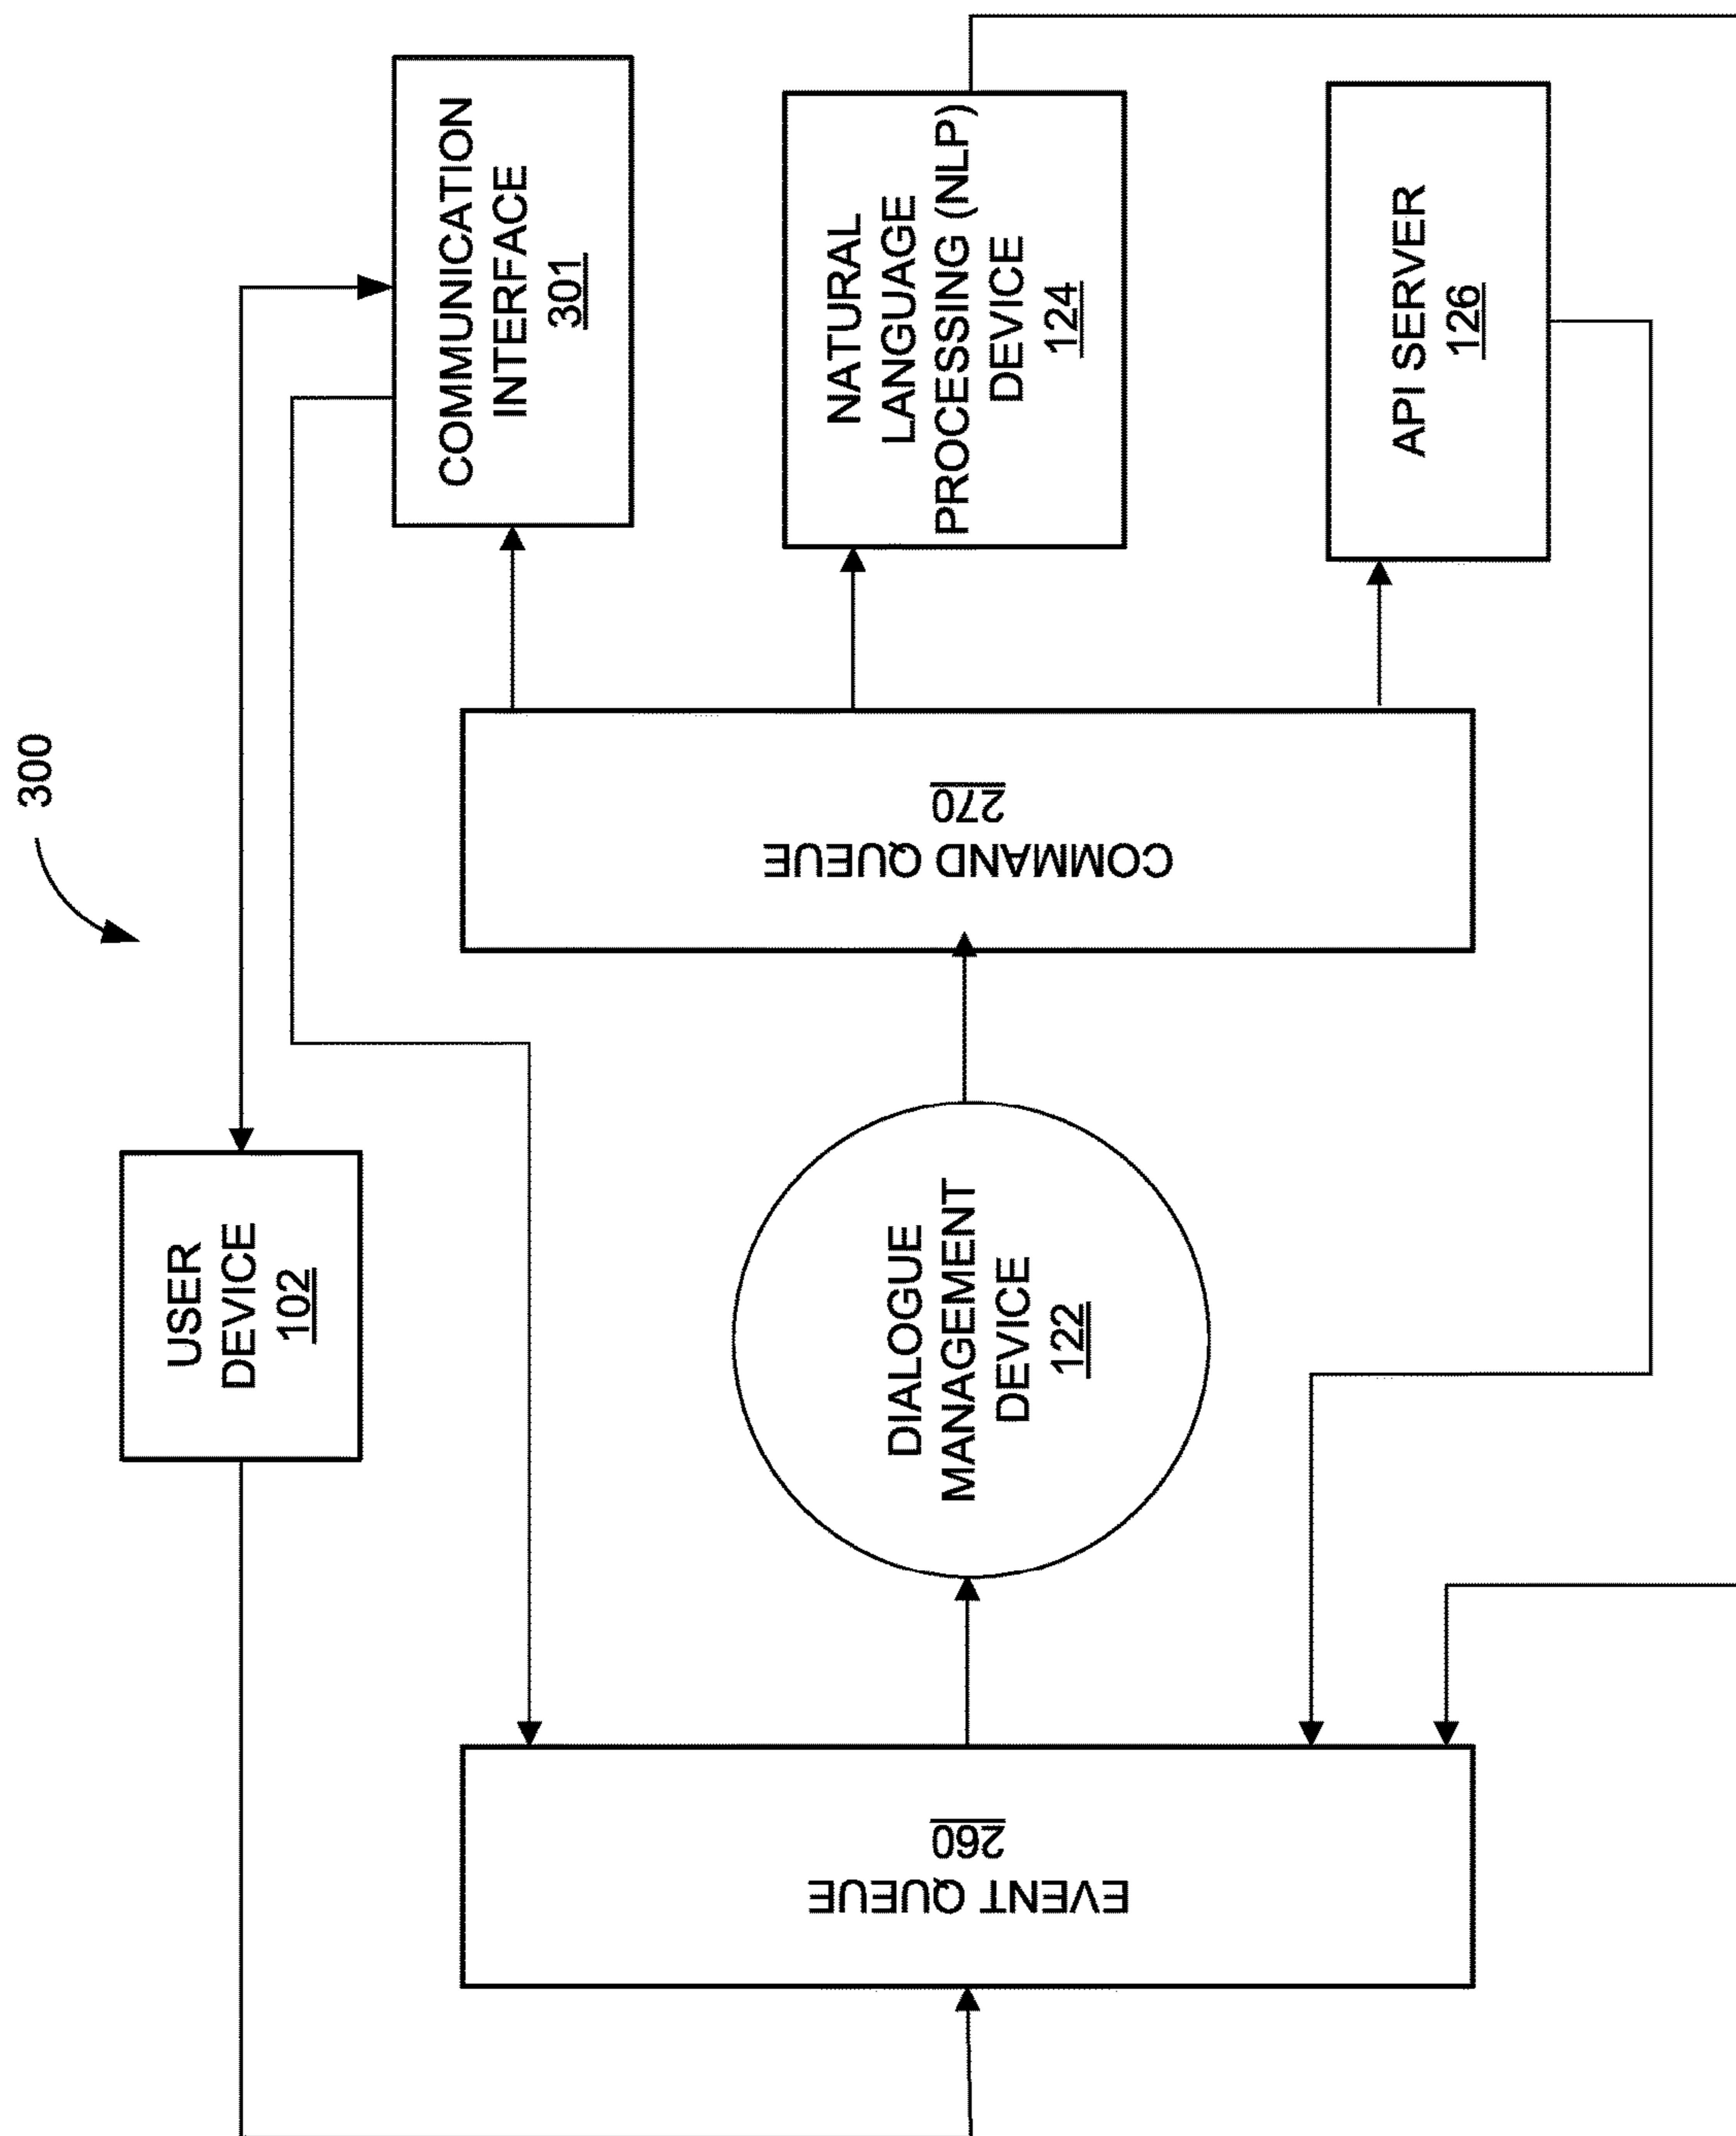 300
USER
DEVICE
102
COMMUNICATION
INTERFACE
301
EVENT QUEUE
260
DIALOGUE
MANAGEMENT
DEVICE
122
COMMAND QUEUE
270
NATURAL
LANGUAGE
PROCESSING (NLP)
DEVICE
124
API SERVER
126